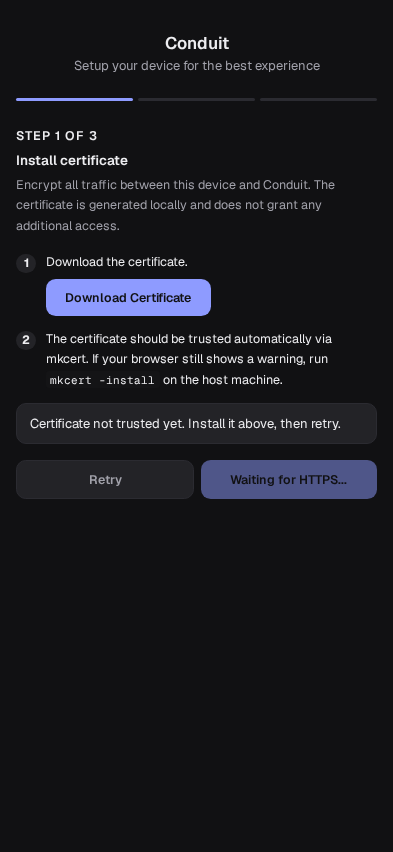 Conduit
Setup your device for the best experience
STEP 1 OF 3
Install certificate
Encrypt all traffic between this device and Conduit. The
certificate is generated locally and does not grant any
additional access.
1 Download the certificate.
Download Certificate
2 The certificate should be trusted automatically via
mkcert. If your browser still shows a warning, run
mkcert -install on the host machine.
Certificate not trusted yet. Install it above, then retry.
Retry
Waiting for HTTPS...